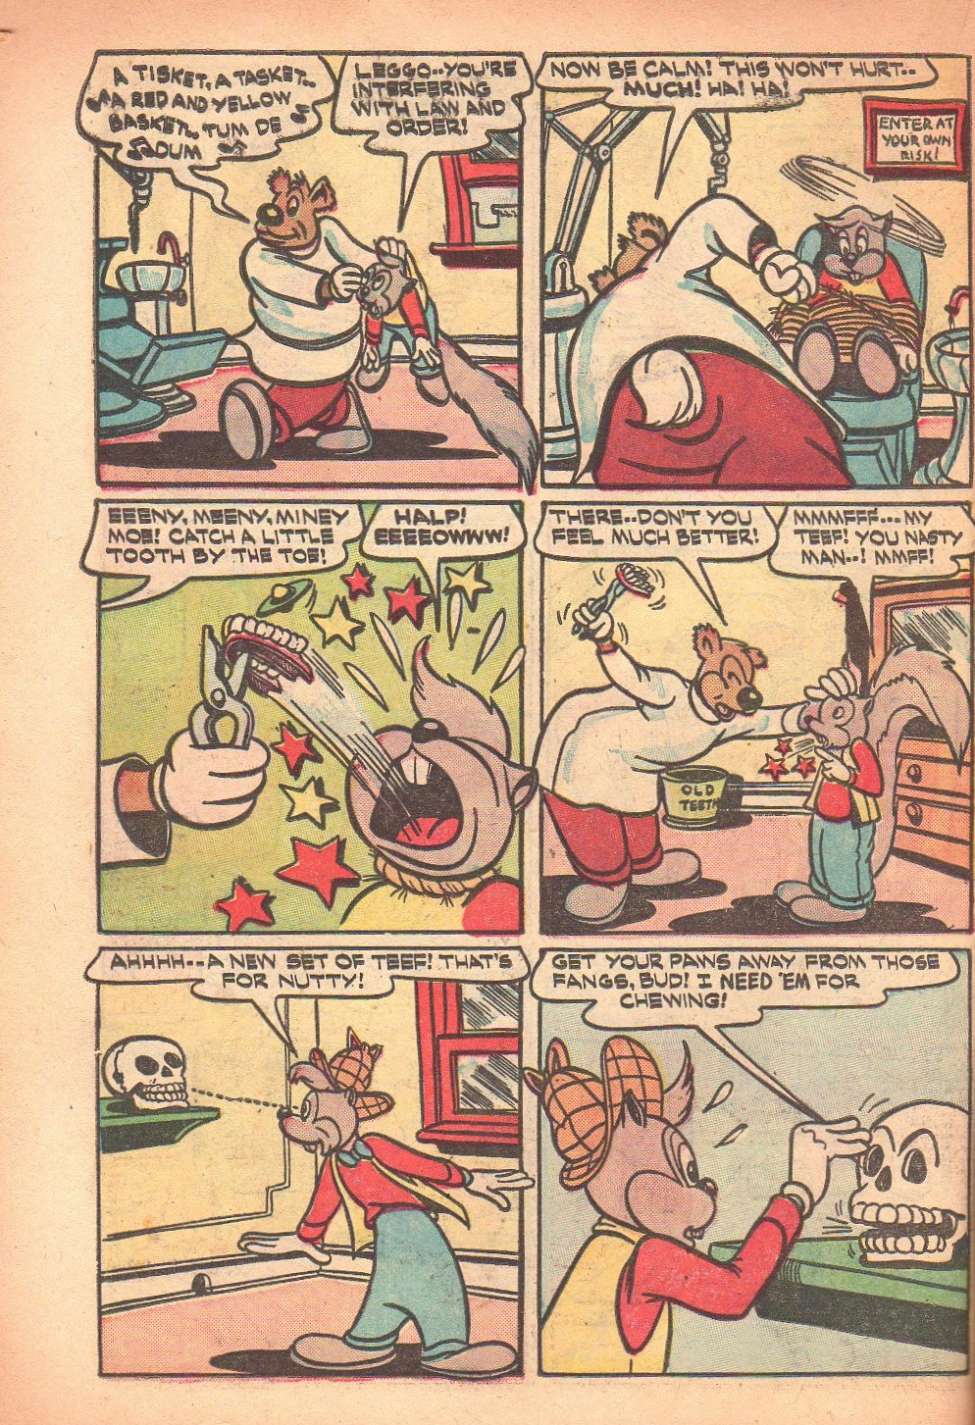 A TISKET, A TASKET..
A RED AND YELLOW
BASKET.. TUM DE
DUM
LEGGO..YOU'RE
INTERFERING
WITH LAW AND
ORDER!
NOW BE CALM! THIS WON'T HURT..
MUCH! HA! HA!
ENTER AT
YOUR OWN
RISK!
EEENY, MEENY, MINEY
MOE! CATCH A LITTLE
TOOTH BY THE TOE!
HALP!
EEEEOWWW!
THERE..DON'T YOU
FEEL MUCH BETTER!
MMMFFF...MY
TEEF! YOU NASTY
MAN..! MMFF!
OLD
TEETH
AHHHH--A NEW SET OF TEEF! THAT'S
FOR NUTTY!
GET YOUR PAWS AWAY FROM THOSE
FANGS, BUD! I NEED 'EM FOR
CHEWING!